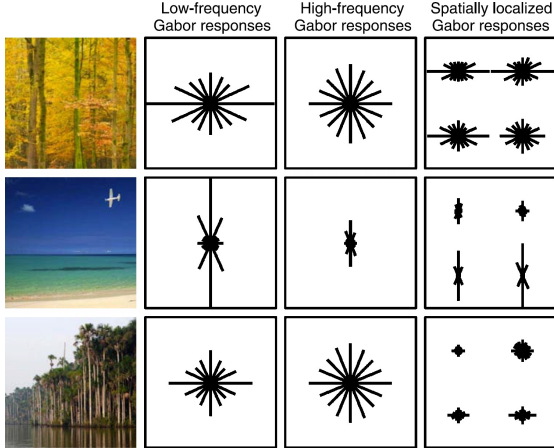 Low-frequency
Gabor responses
High-frequency
Gabor responses
Spatially localized
Gabor responses